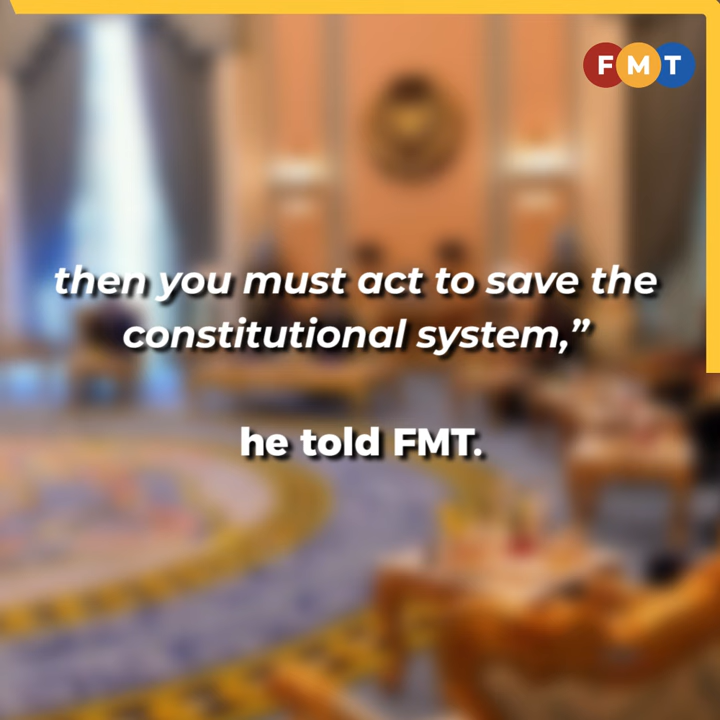 FMT
then you must act to save the
constitutional system,”
he told FMT.